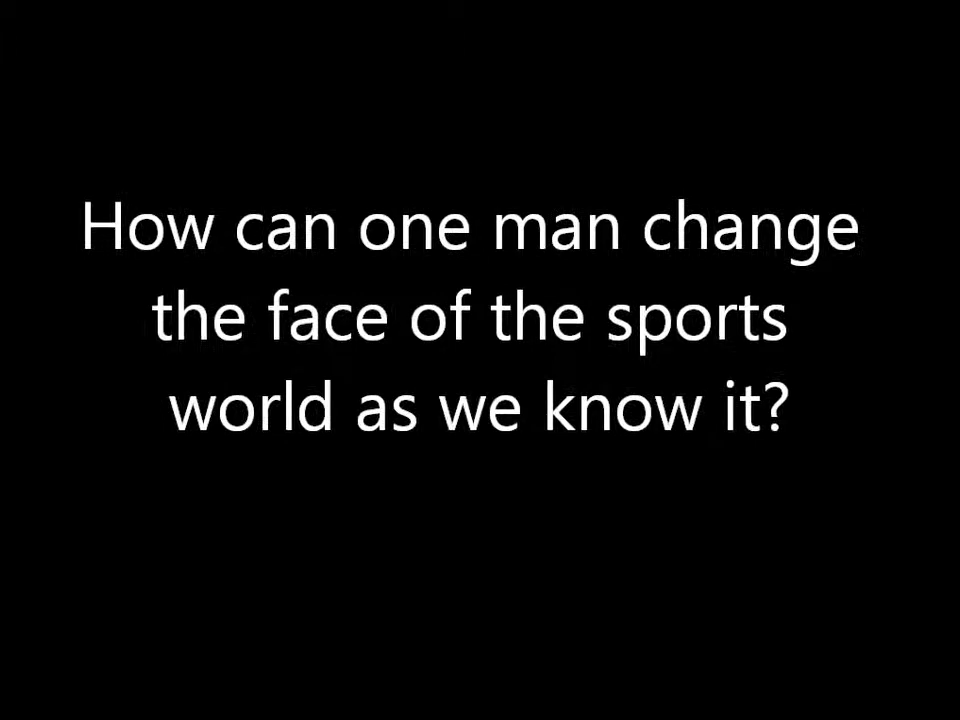 How can one man change
the face of the sports
world as we know it?